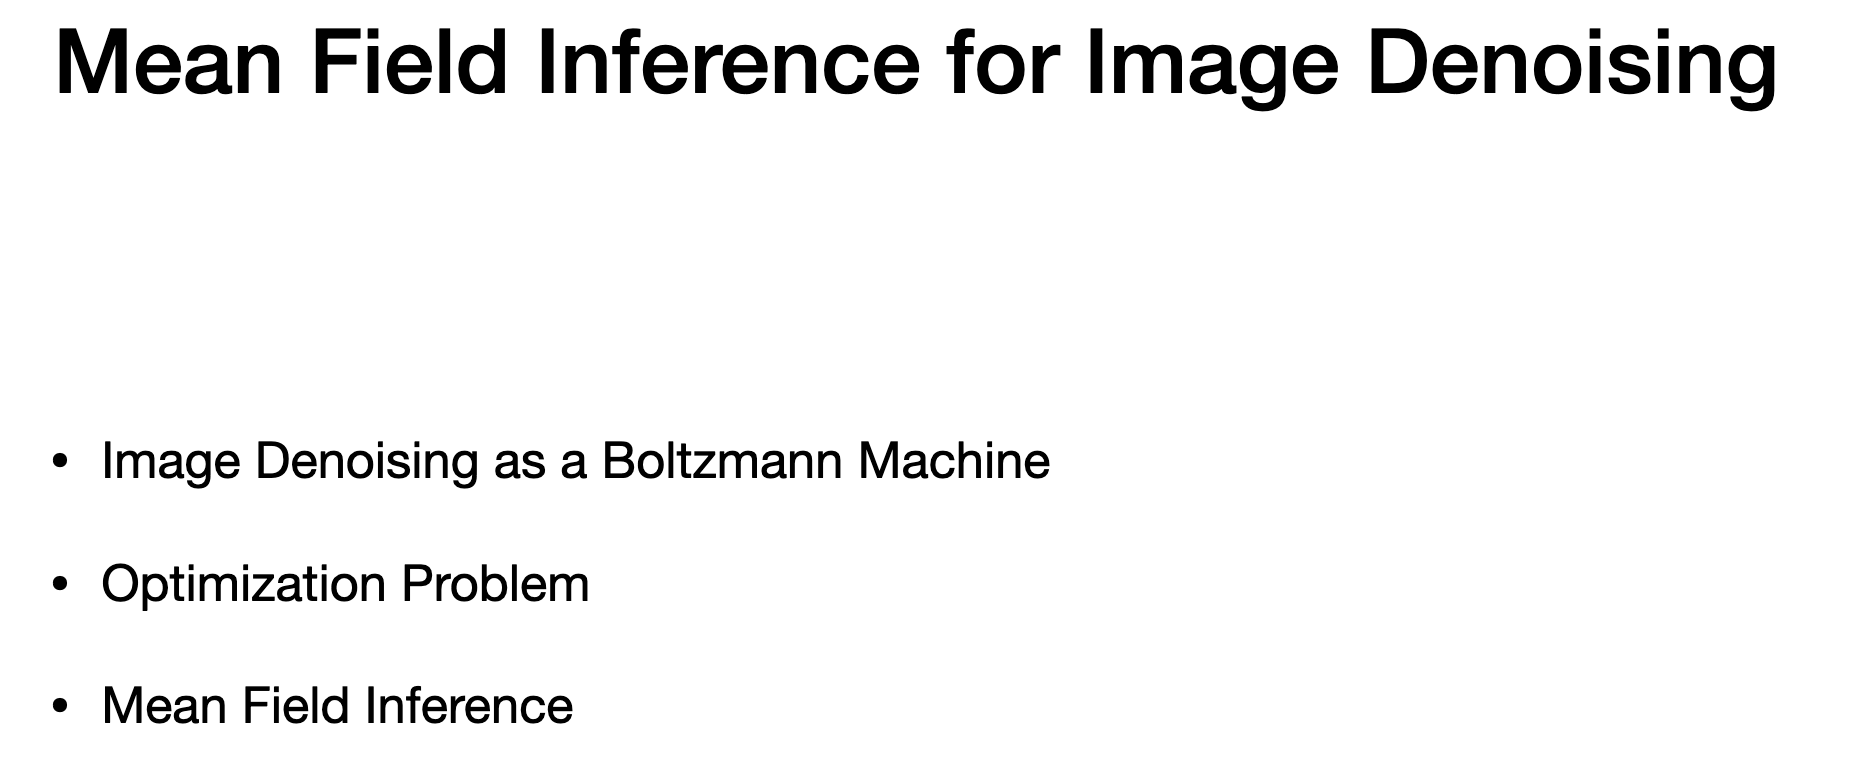 Mean Field Inference for Image Denoising
• Image Denoising as a Boltzmann Machine
• Optimization Problem
• Mean Field Inference